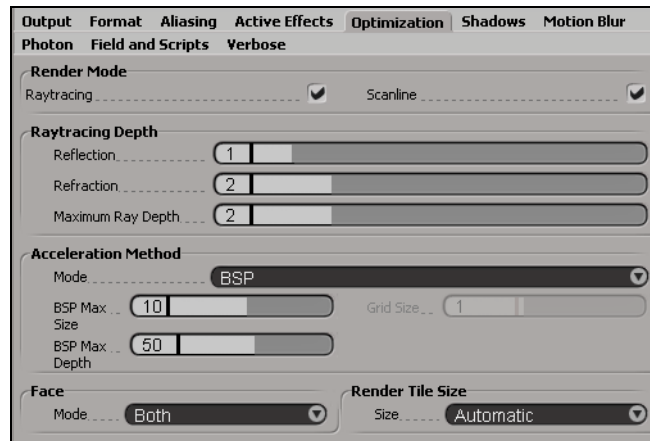 Output Format Aliasing Active Effects Optimization Shadows Motion Blur
Photon Field and Scripts Verbose
Render Mode
Raytracing Scanline
Raytracing Depth
Reflection 1
Refraction 2
Maximum Ray Depth 2
Acceleration Method
Mode BSP
BSP Max Size 10 Grid Size 1
BSP Max Depth 50
Face Render Tile Size
Mode Both Size Automatic